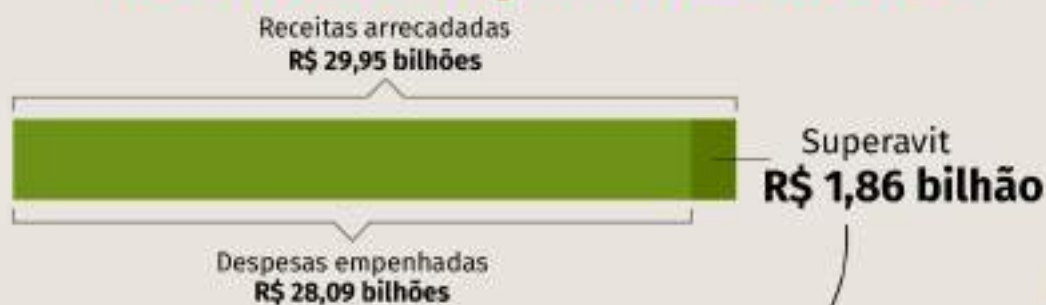 Receitas arrecadadas
R$ 29,95 bilhões
Superavit
R$ 1,86 bilhão
Despesas empenhadas
R$ 28,09 bilhões